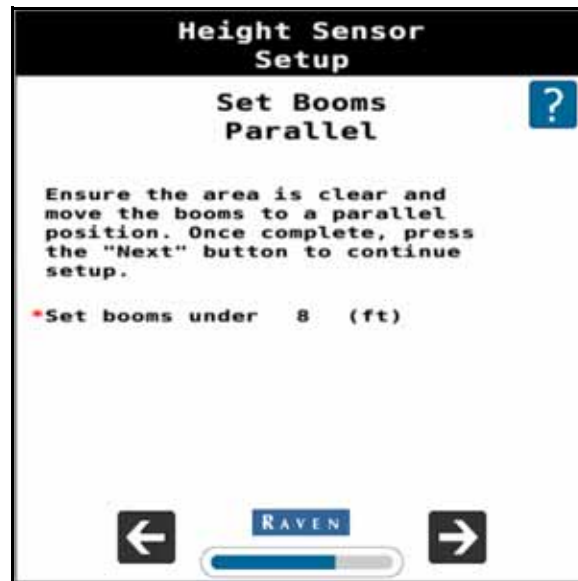 Height Sensor
Setup
Set Booms
Parallel
?
Ensure the area is clear and
move the booms to a parallel
position. Once complete, press
the "Next" button to continue
setup.
*Set booms under 8 (ft)
RAVEN